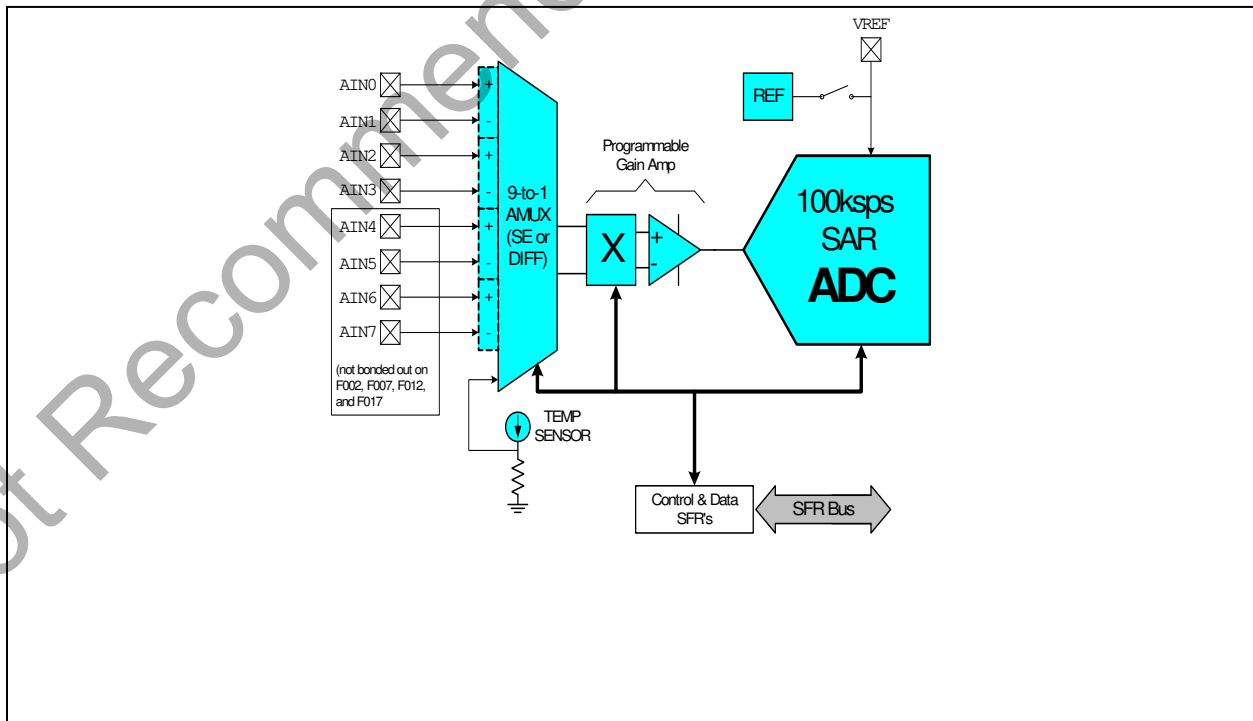 VREF
AIN0
AIN1
AIN2
AIN3
AIN4
AIN5
AIN6
AIN7
(not bonded out on
F002, F007, F012,
and F017
+
-
+
-
+
-
+
-
9-to-1
AMUX
(SE or
DIFF)
Programmable
Gain Amp
X
+
-
REF
100ksps
SAR
ADC
TEMP
SENSOR
Control & Data
SFR's
SFR Bus